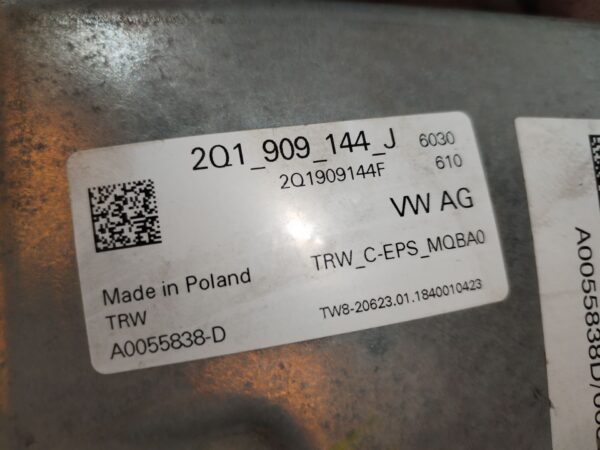 2Q1_909_144_J 6030
2Q1909144F 610
VW AG
TRW_C-EPS_MQBA0
Made in Poland
TRW
TW8-20623.01.1840010423
A0055838-D
A0055838D/